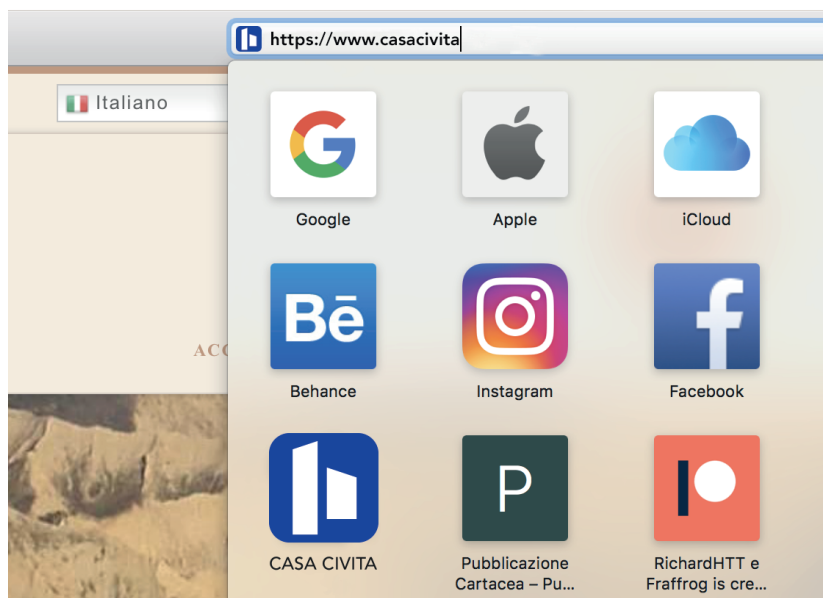 https://www.casacivita
Italiano
Google
Apple
iCloud
ACC
Bē
Behance
Instagram
Facebook
P
CASA CIVITA
Pubblicazione
Cartacea – Pu...
RichardHTT e
Fraffrog is cre...